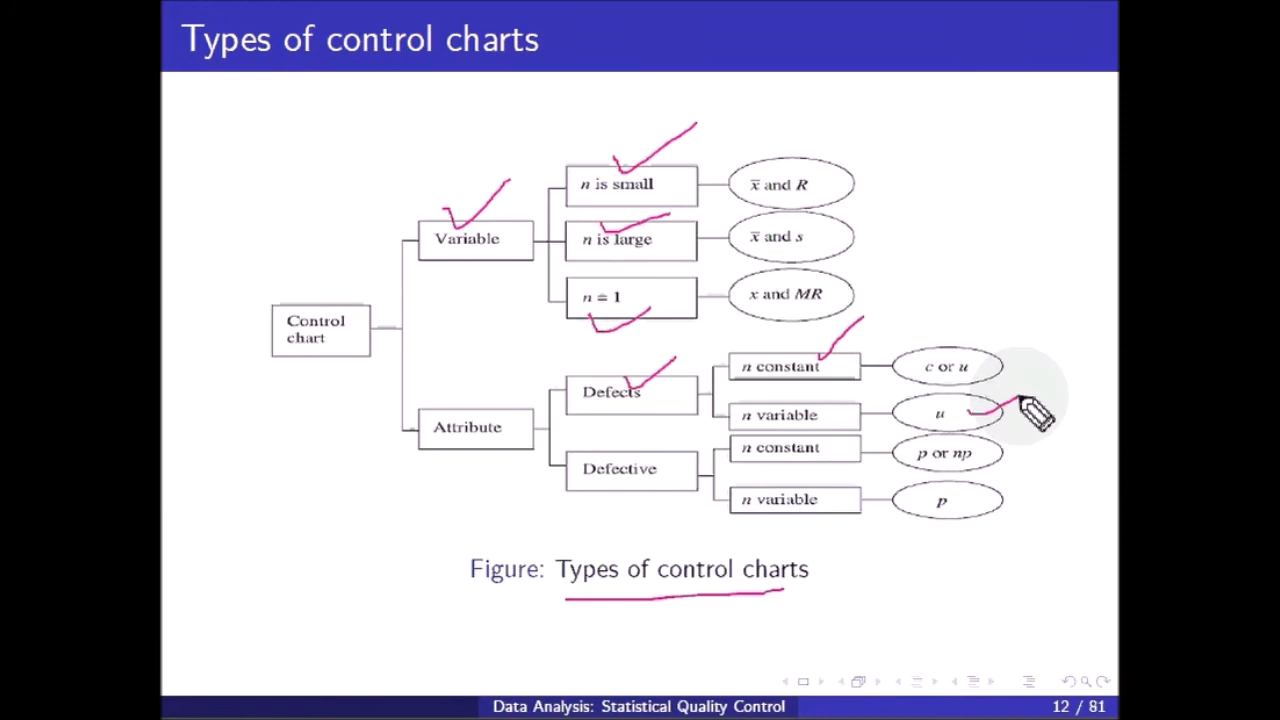 Types of control charts
Control
chart
Variable
n is small
x̅ and R
n is large
x̅ and s
n = 1
x and MR
Attribute
Defects
n constant
c or u
n variable
u
Defective
n constant
p or np
n variable
p
Figure: Types of control charts
Data Analysis: Statistical Quality Control
12 / 81